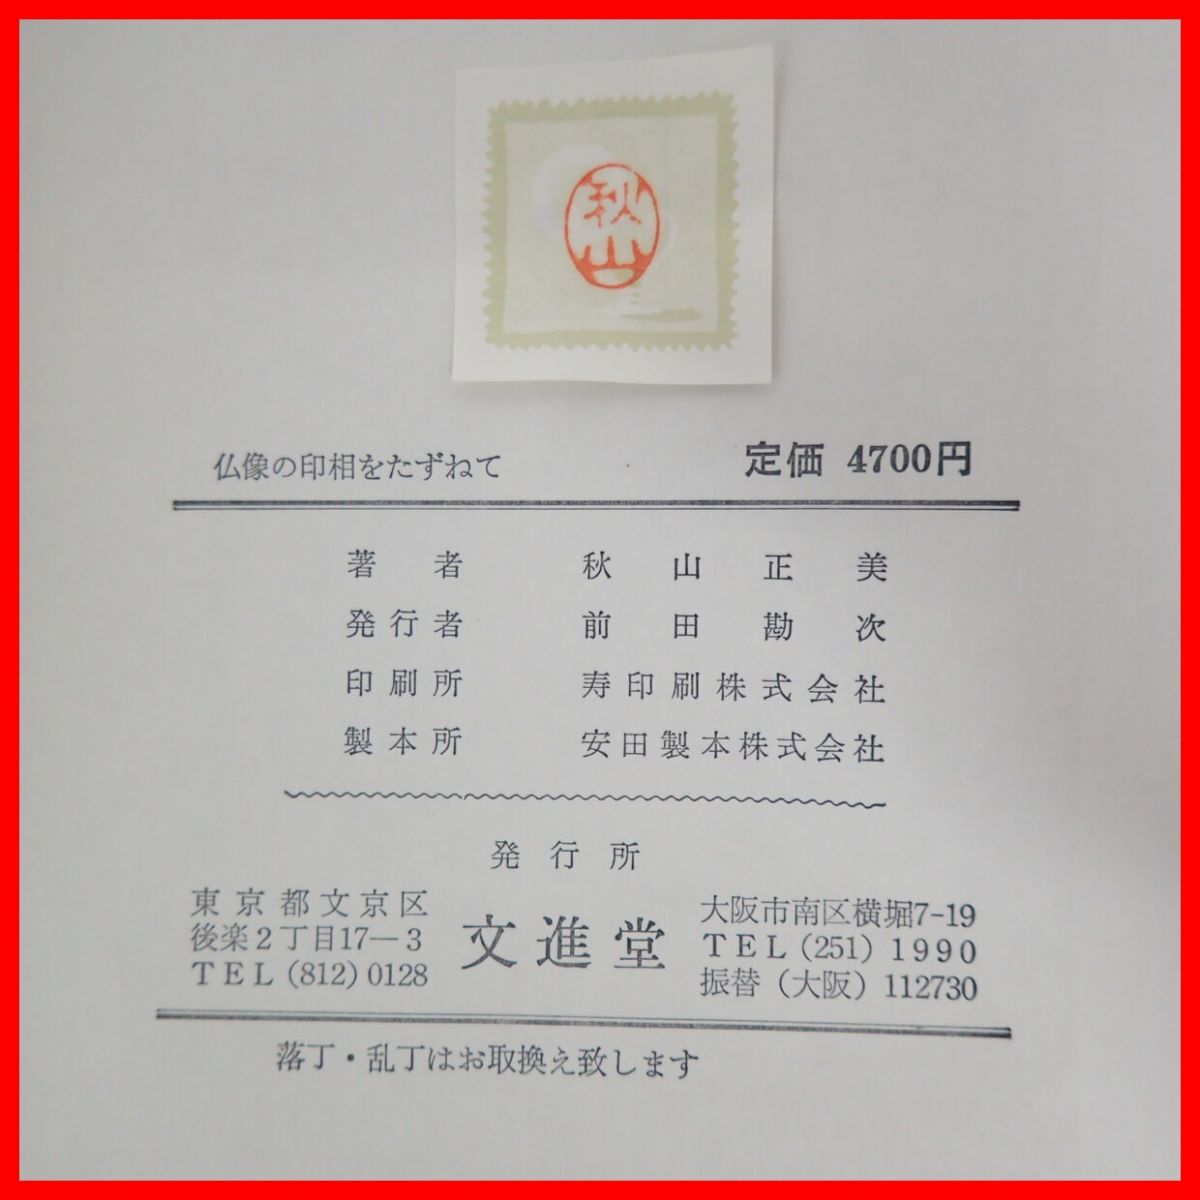 秋山
仏像の印相をたずねて 定価 4700円
著者 秋山正美
発行者 前田勘次
印刷所 寿印刷株式会社
製本所 安田製本株式会社
発行所
東京都文京区
後楽2丁目17—3
TEL(812)0128
文進堂
大阪市南区横堀7-19
TEL(251)1990
振替(大阪)112730
落丁・乱丁はお取換え致します